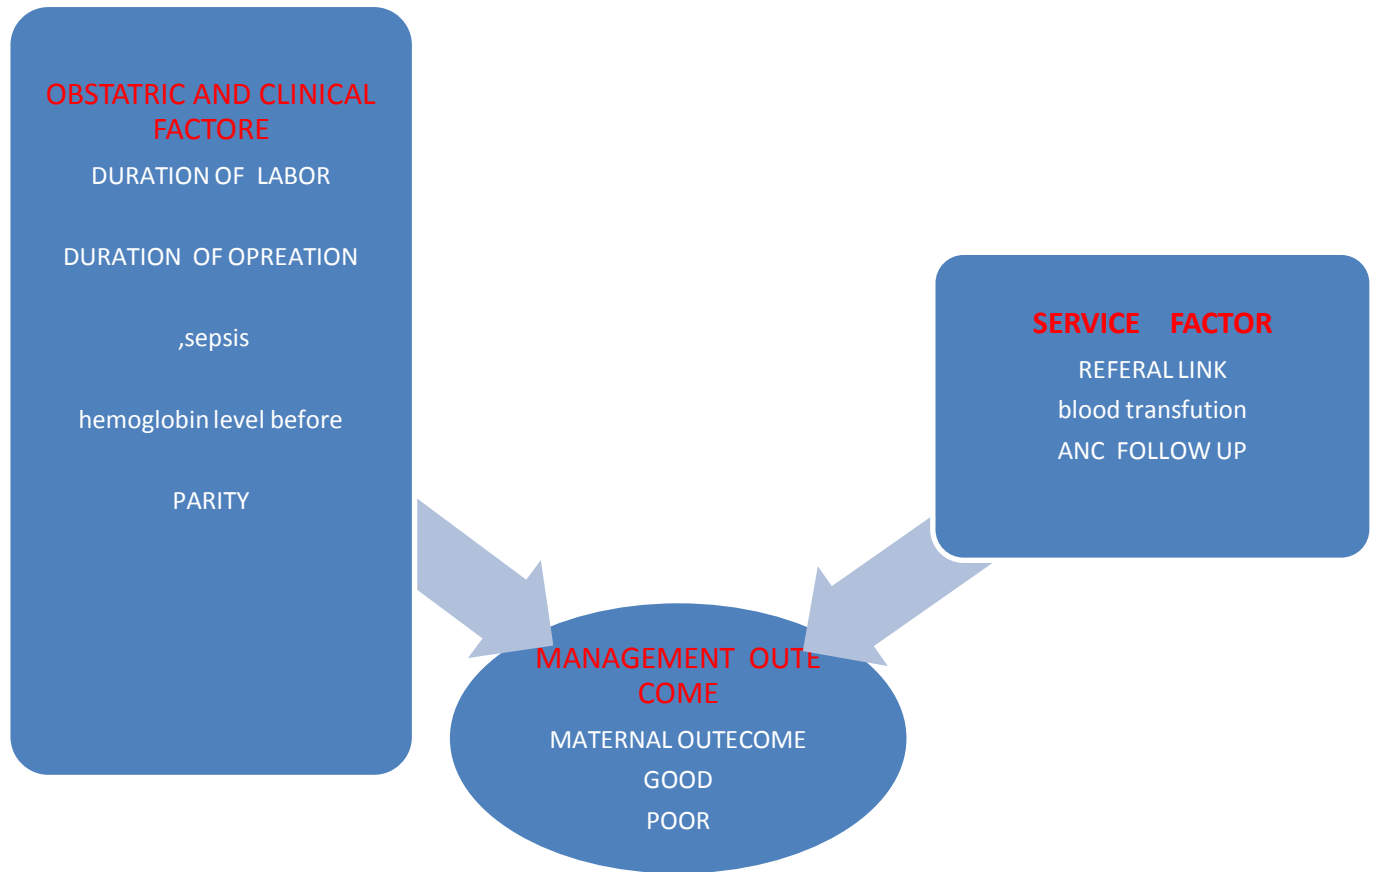 OBSTATRIC AND CLINICAL
FACTORE
DURATION OF LABOR
DURATION OF OPREATION
,sepsis
hemoglobin level before
PARITY
SERVICE FACTOR
REFERAL LINK
blood transfution
ANC FOLLOW UP
MANAGEMENT OUTE
COME
MATERNAL OUTECOME
GOOD
POOR